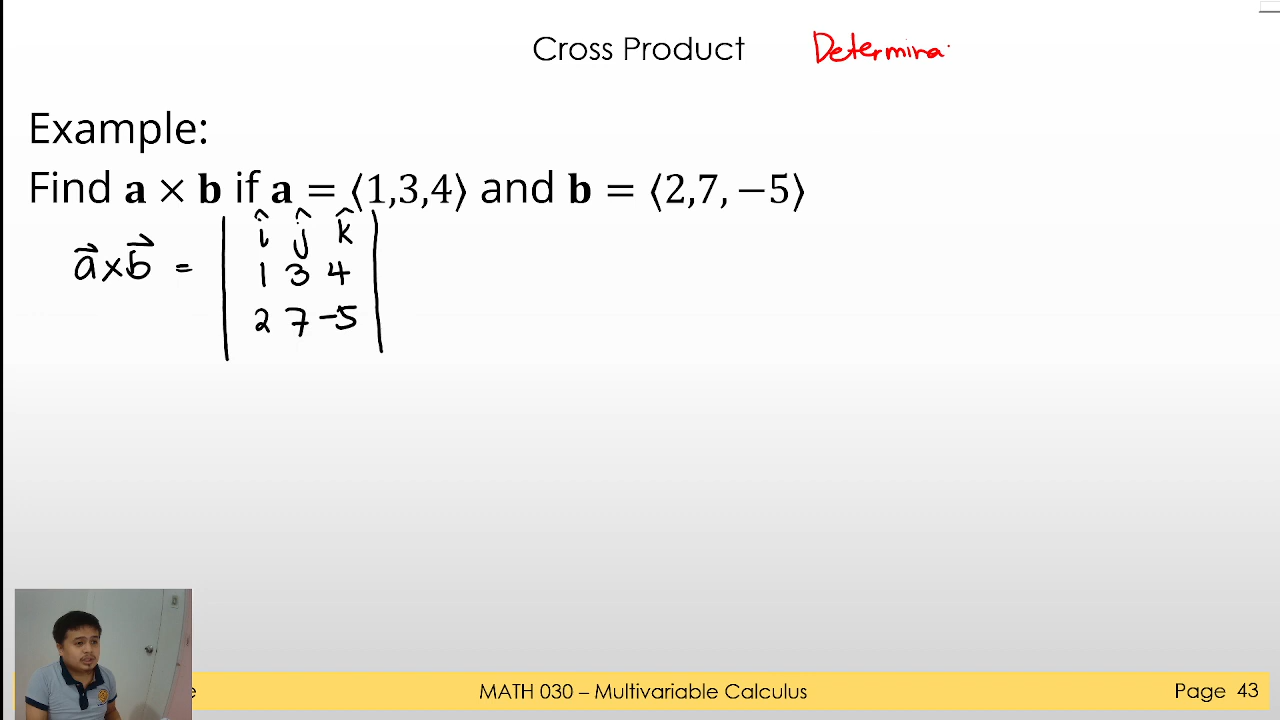 Cross Product Determina
Example:
Find a × b if a = ⟨1,3,4⟩ and b = ⟨2,7,−5⟩
î ĵ k̂
a⃗×b⃗ = 1 3 4
2 7 -5
MATH 030 – Multivariable Calculus Page 43